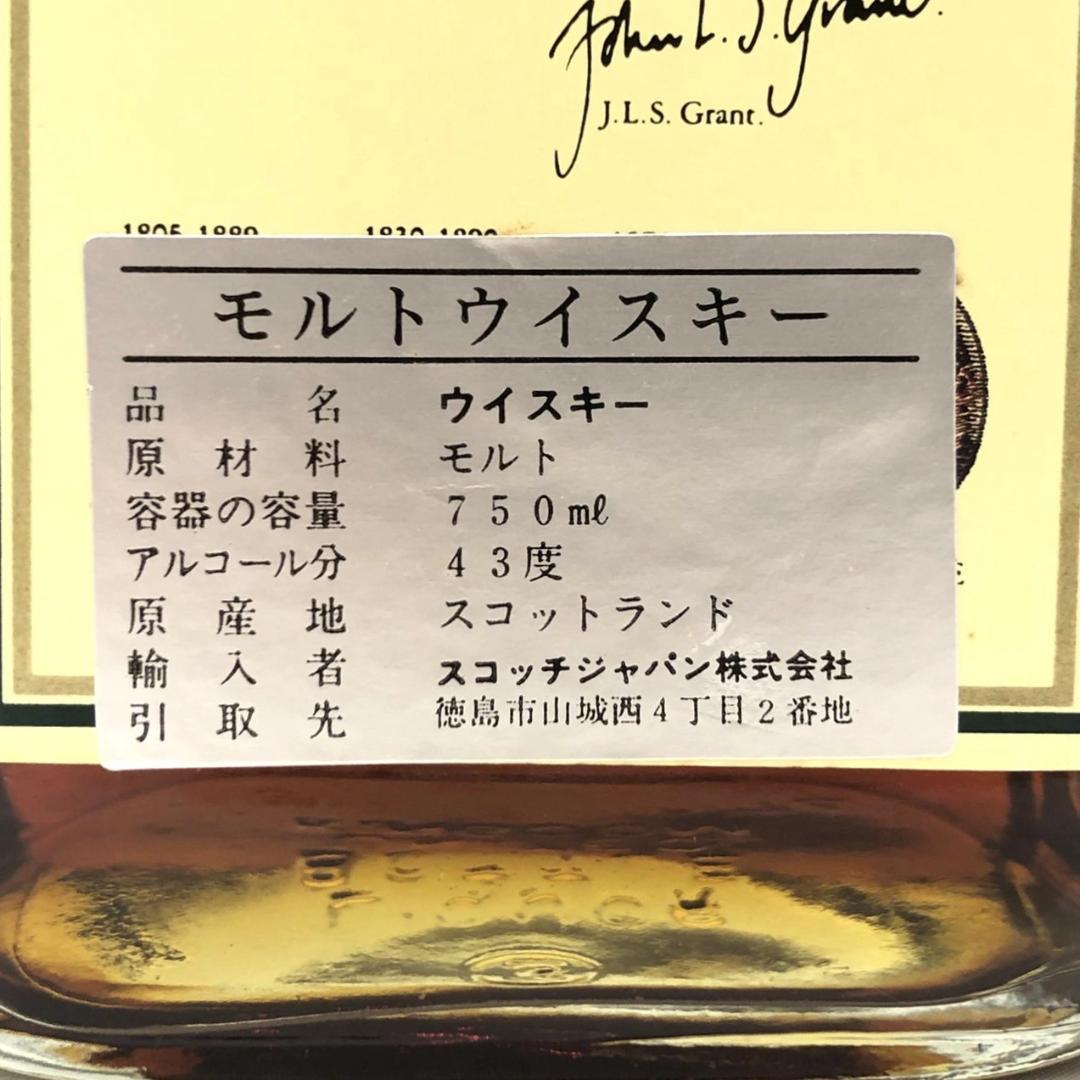 John L. S. Grant.
J.L.S. Grant.
1805-1889 1830-1890
モルトウイスキー
品名 ウイスキー
原材料 モルト
容器の容量 750ml
アルコール分 43度
原産地 スコットランド
輸入者 スコッチジャパン株式会社
引取先 徳島市山城西4丁目2番地